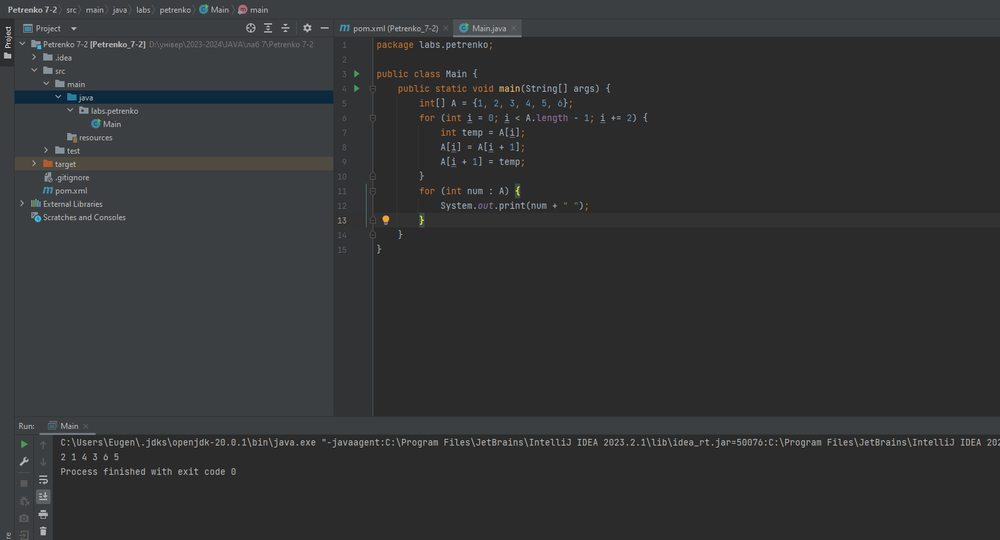 Petrenko 7-2 src main java labs petrenko Main main
Project
Project
pom.xml (Petrenko_7-2)
Main.java
Petrenko 7-2 [Petrenko_7-2] D:\універ\2023-2024\JAVA\лаб 7\Petrenko 7-2
.idea
src
main
java
labs.petrenko
Main
resources
test
target
.gitignore
pom.xml
External Libraries
Scratches and Consoles
1 package labs.petrenko;
2
3 public class Main {
4 public static void main(String[] args) {
5 int[] A = {1, 2, 3, 4, 5, 6};
6 for (int i = 0; i < A.length - 1; i += 2) {
7 int temp = A[i];
8 A[i] = A[i + 1];
9 A[i + 1] = temp;
10 }
11 for (int num : A) {
12 System.out.print(num + " ");
13 }
14 }
15 }
Run: Main
C:\Users\Eugen\.jdks\openjdk-20.0.1\bin\java.exe "-javaagent:C:\Program Files\JetBrains\IntelliJ IDEA 2023.2.1\lib\idea_rt.jar=50076:C:\Program Files\JetBrains\IntelliJ IDEA 202
2 1 4 3 6 5
Process finished with exit code 0
re